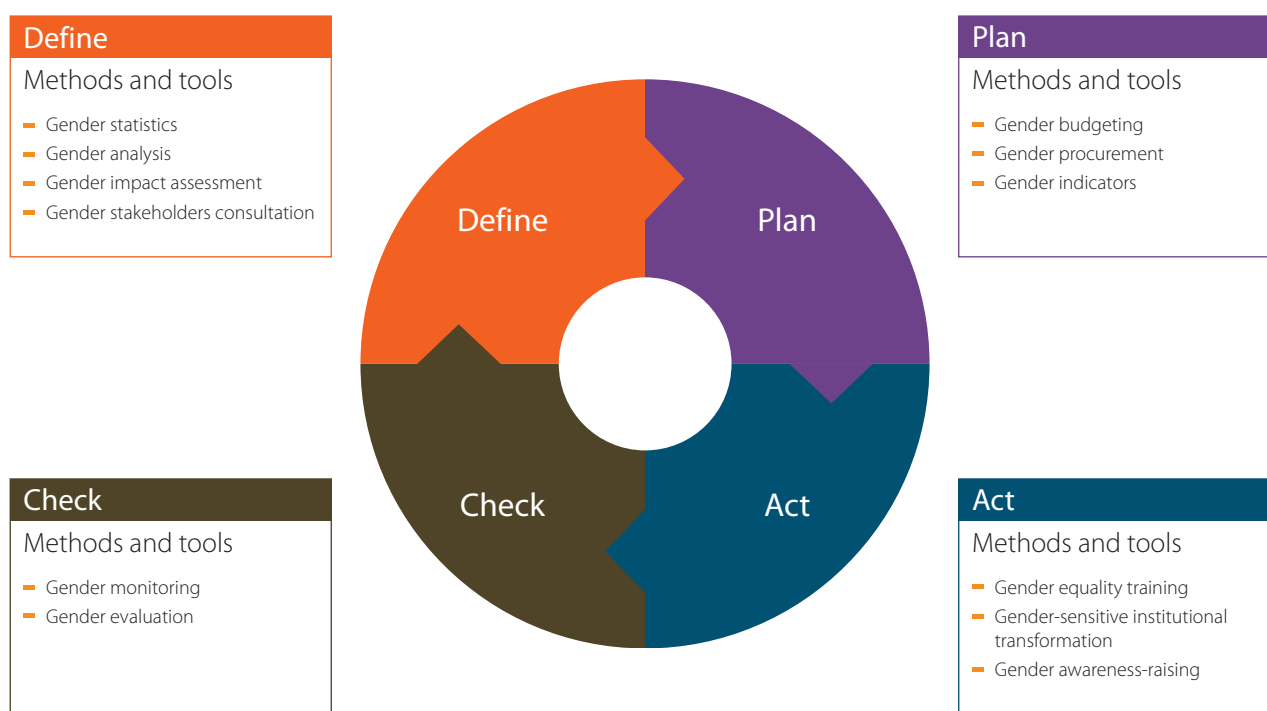 Define
Methods and tools
Gender statistics
Gender analysis
Gender impact assessment
Gender stakeholders consultation
Plan
Methods and tools
Gender budgeting
Gender procurement
Gender indicators
Define
Plan
Check
Act
Check
Methods and tools
Gender monitoring
Gender evaluation
Act
Methods and tools
Gender equality training
Gender-sensitive institutional
transformation
Gender awareness-raising